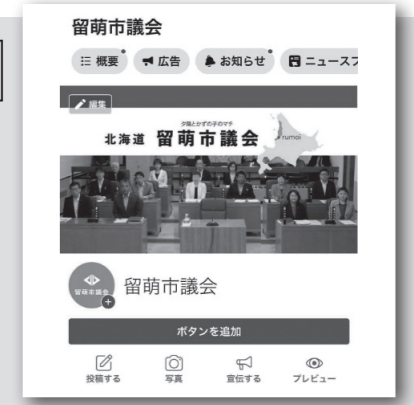 留萌市議会
概要 広告 お知らせ ニュースフ
編集
夕陽とかずの子のマチ
北海道 留萌市議会
rumoi
留萌市議会
留萌市議会
ボタンを追加
投稿する 写真 宣伝する プレビュー